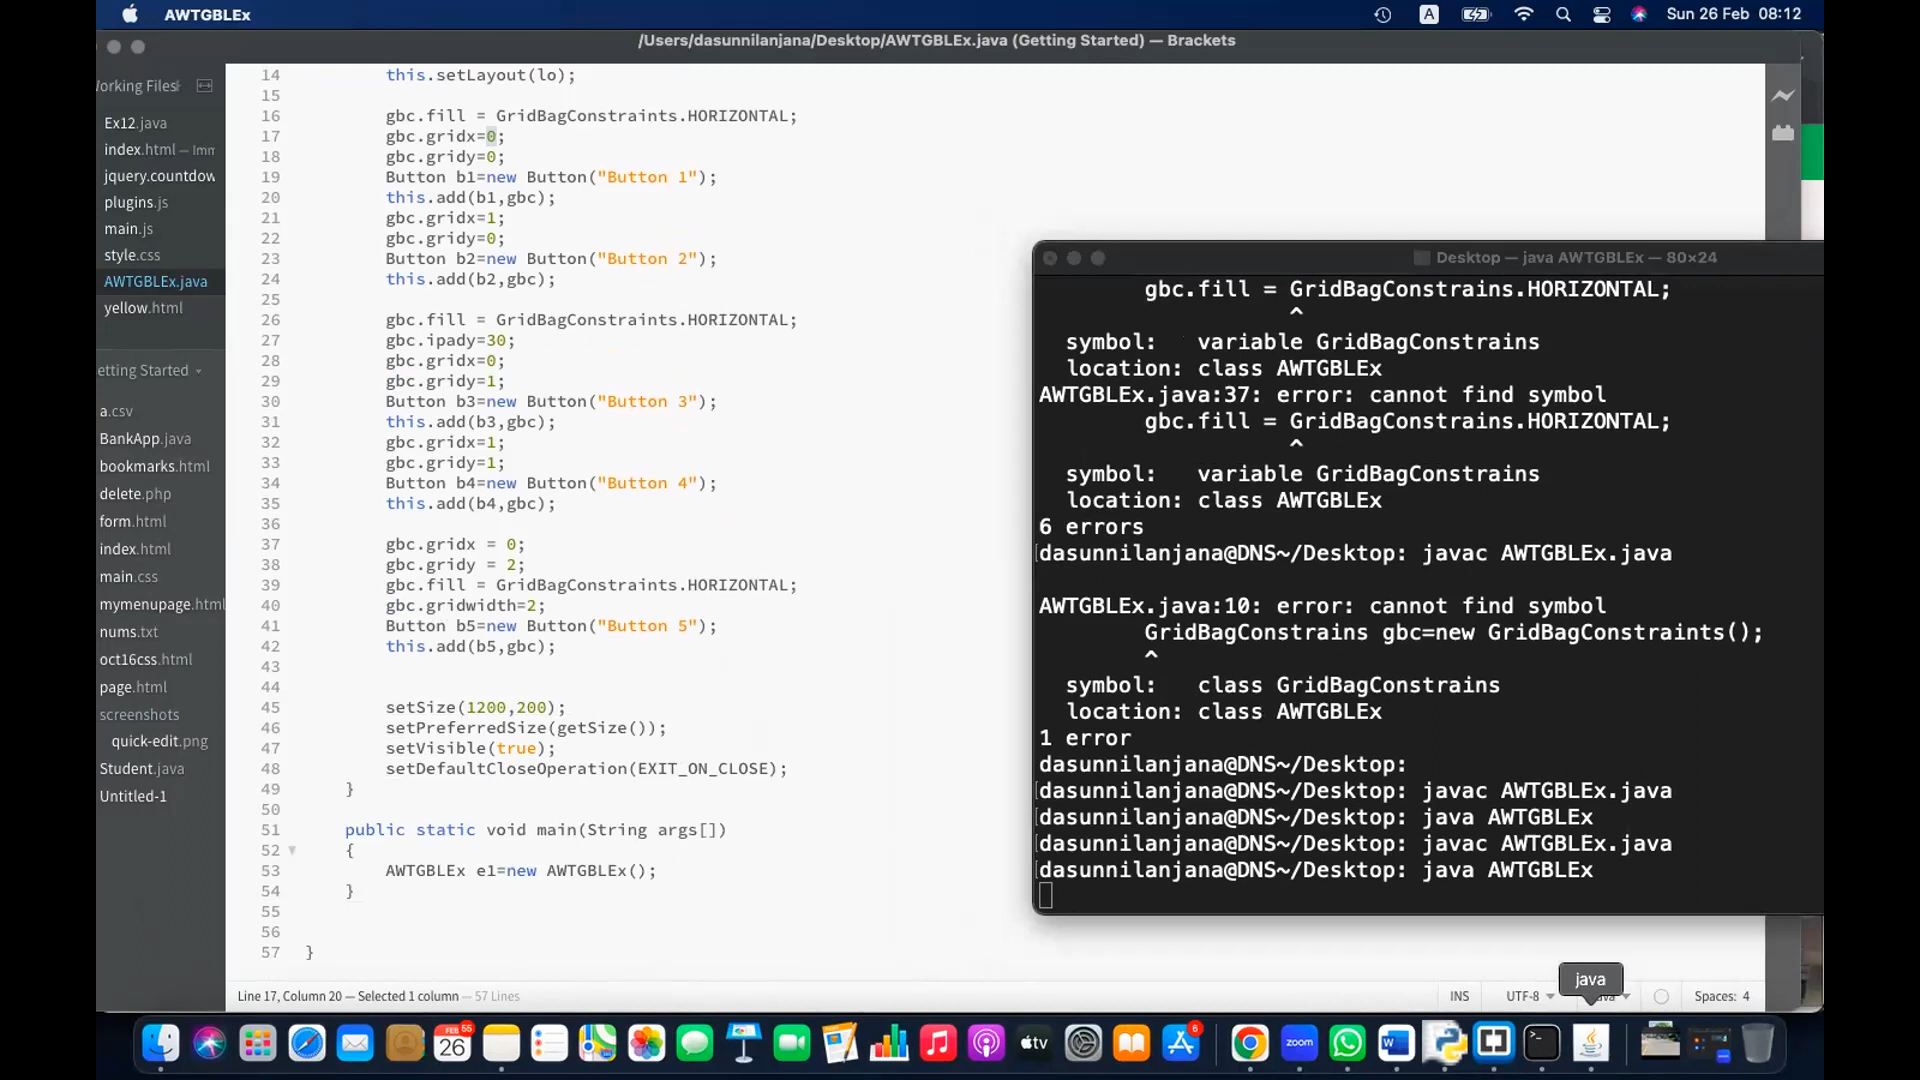 AWTGBLEx
A
Sun 26 Feb 08:12
/Users/dasunnilanjana/Desktop/AWTGBLEx.java (Getting Started) — Brackets
orking Files
Ex12.java
index.html — Imm
jquery.countdow
plugins.js
main.js
style.css
AWTGBLEx.java
yellow.html
etting Started
a.csv
BankApp.java
bookmarks.html
delete.php
form.html
index.html
main.css
mymenupage.html
nums.txt
oct16css.html
page.html
screenshots
quick-edit.png
Student.java
Untitled-1
14 this.setLayout(lo);
15
16 gbc.fill = GridBagConstraints.HORIZONTAL;
17 gbc.gridx=0;
18 gbc.gridy=0;
19 Button b1=new Button("Button 1");
20 this.add(b1,gbc);
21 gbc.gridx=1;
22 gbc.gridy=0;
23 Button b2=new Button("Button 2");
24 this.add(b2,gbc);
25
26 gbc.fill = GridBagConstraints.HORIZONTAL;
27 gbc.ipady=30;
28 gbc.gridx=0;
29 gbc.gridy=1;
30 Button b3=new Button("Button 3");
31 this.add(b3,gbc);
32 gbc.gridx=1;
33 gbc.gridy=1;
34 Button b4=new Button("Button 4");
35 this.add(b4,gbc);
36
37 gbc.gridx = 0;
38 gbc.gridy = 2;
39 gbc.fill = GridBagConstraints.HORIZONTAL;
40 gbc.gridwidth=2;
41 Button b5=new Button("Button 5");
42 this.add(b5,gbc);
43
44
45 setSize(1200,200);
46 setPreferredSize(getSize());
47 setVisible(true);
48 setDefaultCloseOperation(EXIT_ON_CLOSE);
49 }
50
51 public static void main(String args[])
52 {
53 AWTGBLEx e1=new AWTGBLEx();
54 }
55
56
57 }
Desktop — java AWTGBLEx — 80×24
gbc.fill = GridBagConstrains.HORIZONTAL;
^
symbol: variable GridBagConstrains
location: class AWTGBLEx
AWTGBLEx.java:37: error: cannot find symbol
gbc.fill = GridBagConstrains.HORIZONTAL;
^
symbol: variable GridBagConstrains
location: class AWTGBLEx
6 errors
dasunnilanjana@DNS~/Desktop: javac AWTGBLEx.java
AWTGBLEx.java:10: error: cannot find symbol
GridBagConstrains gbc=new GridBagConstraints();
^
symbol: class GridBagConstrains
location: class AWTGBLEx
1 error
dasunnilanjana@DNS~/Desktop:
dasunnilanjana@DNS~/Desktop: javac AWTGBLEx.java
dasunnilanjana@DNS~/Desktop: java AWTGBLEx
dasunnilanjana@DNS~/Desktop: javac AWTGBLEx.java
dasunnilanjana@DNS~/Desktop: java AWTGBLEx
java
Line 17, Column 20 — Selected 1 column — 57 Lines
INS
UTF-8
Spaces: 4
FEB
55
26
tv
6
zoom
W